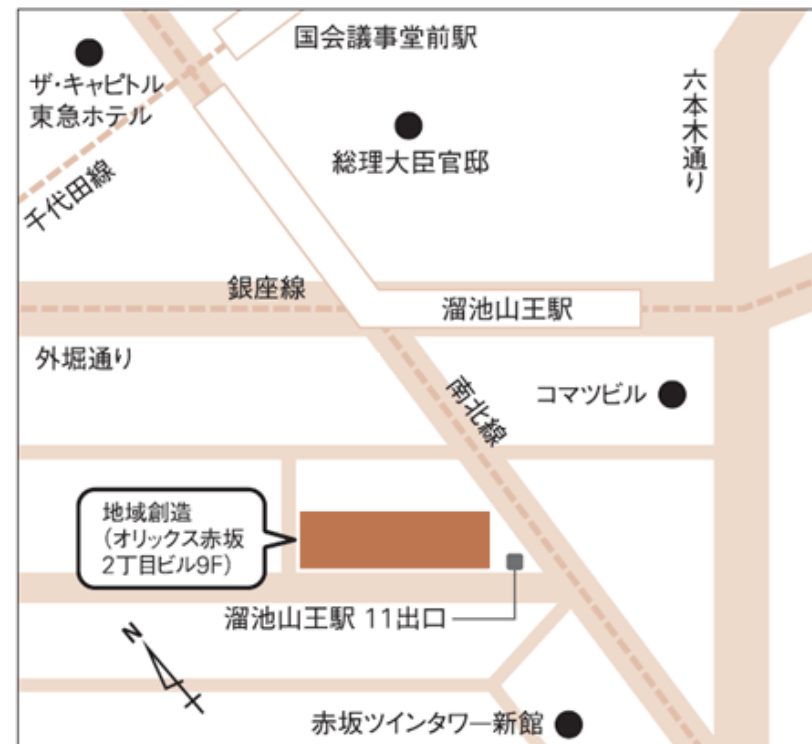 国会議事堂前駅
ザ・キャピトル
東急ホテル
六本木通り
総理大臣官邸
千代田線
銀座線
溜池山王駅
外堀通り
コマツビル
南北線
地域創造
(オリックス赤坂
2丁目ビル9F)
溜池山王駅 11出口
N
赤坂ツインタワー新館